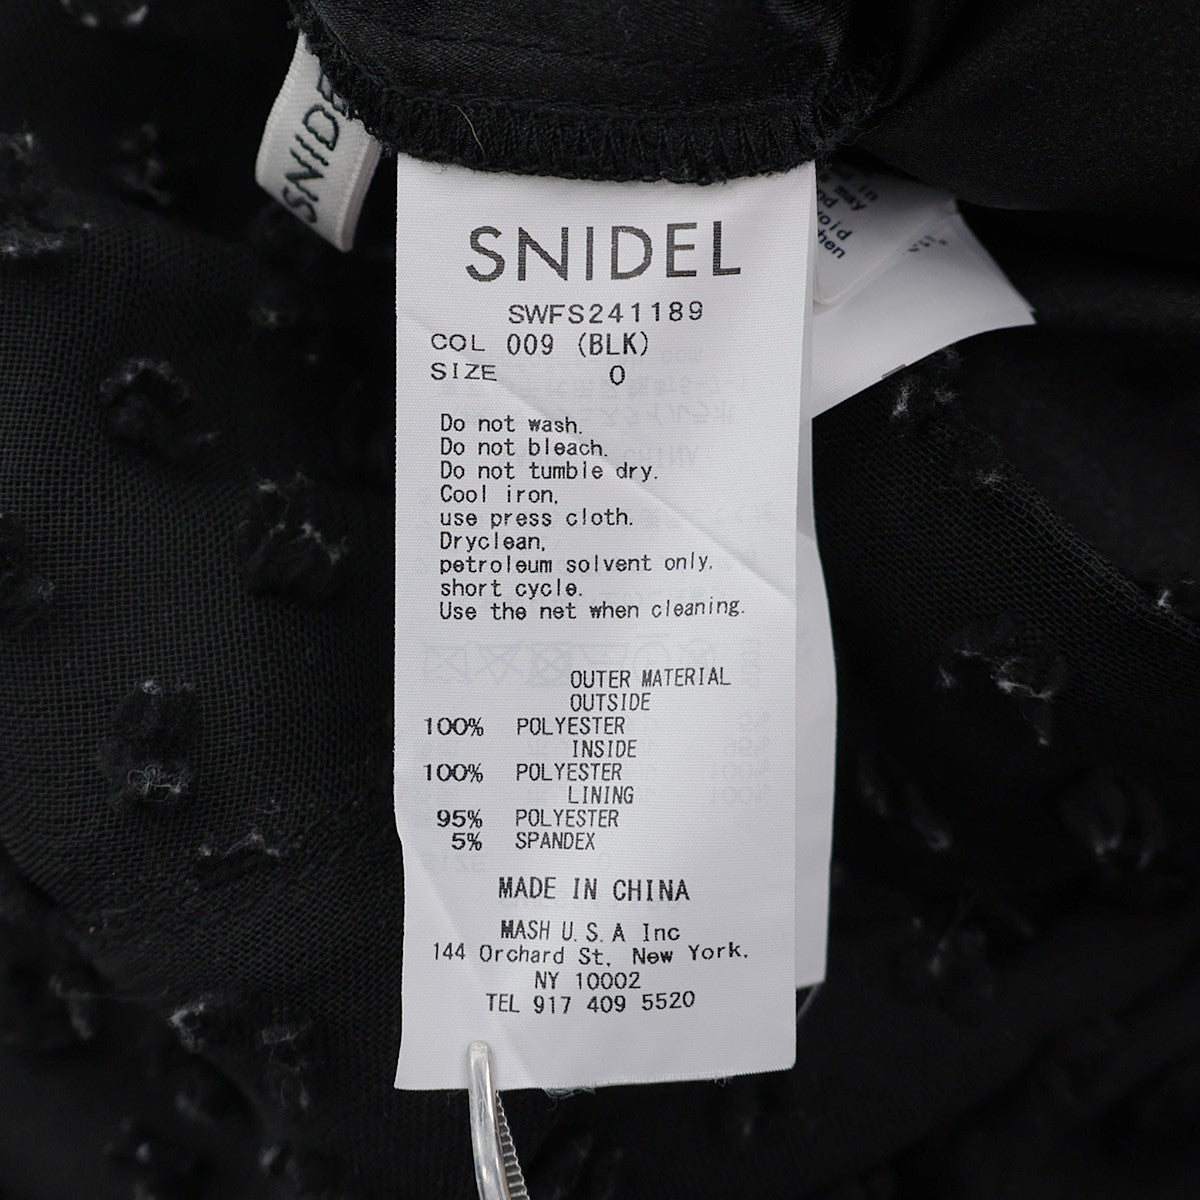 SNIDEL
SNIDEL
SWFS241189
COL 009 (BLK)
SIZE 0
Do not wash.
Do not bleach.
Do not tumble dry.
Cool iron,
use press cloth.
Dryclean,
petroleum solvent only,
short cycle.
Use the net when cleaning.
OUTER MATERIAL
OUTSIDE
100% POLYESTER
INSIDE
100% POLYESTER
LINING
95% POLYESTER
5% SPANDEX
MADE IN CHINA
MASH U.S.A Inc
144 Orchard St, New York,
NY 10002
TEL 917 409 5520
in
may